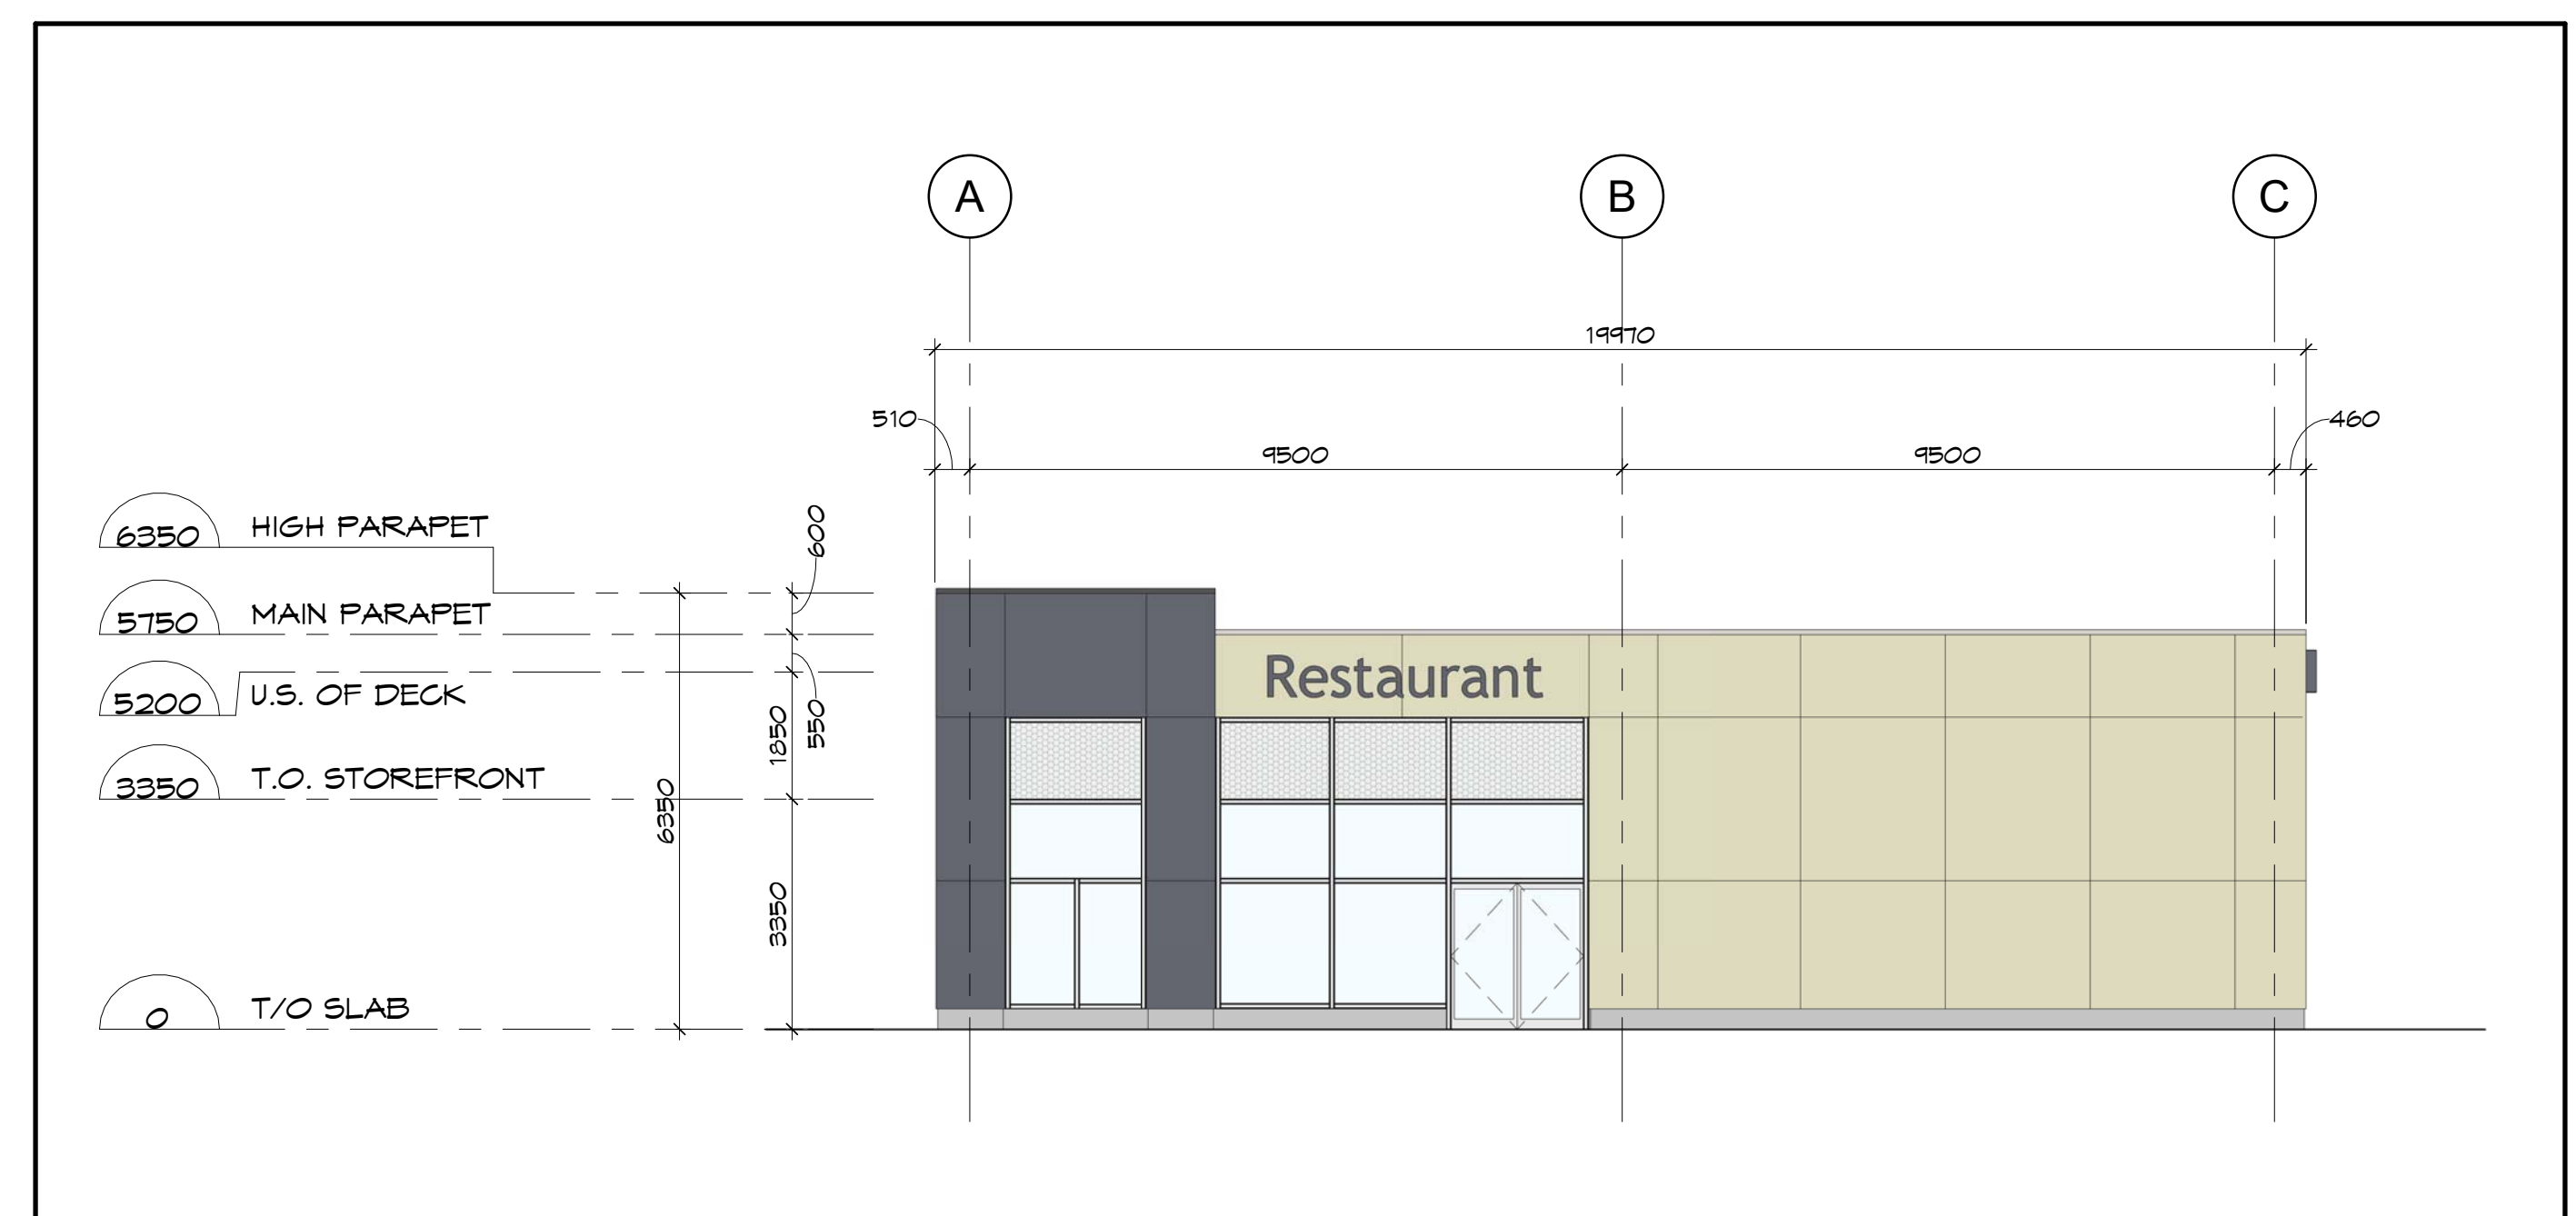 A B C
19970
510 9500 9500 460
6350 HIGH PARAPET
600
5750 MAIN PARAPET
5200 U.S. OF DECK
550
1850
3350 T.O. STOREFRONT
6350
3350
0 T/O SLAB
Restaurant